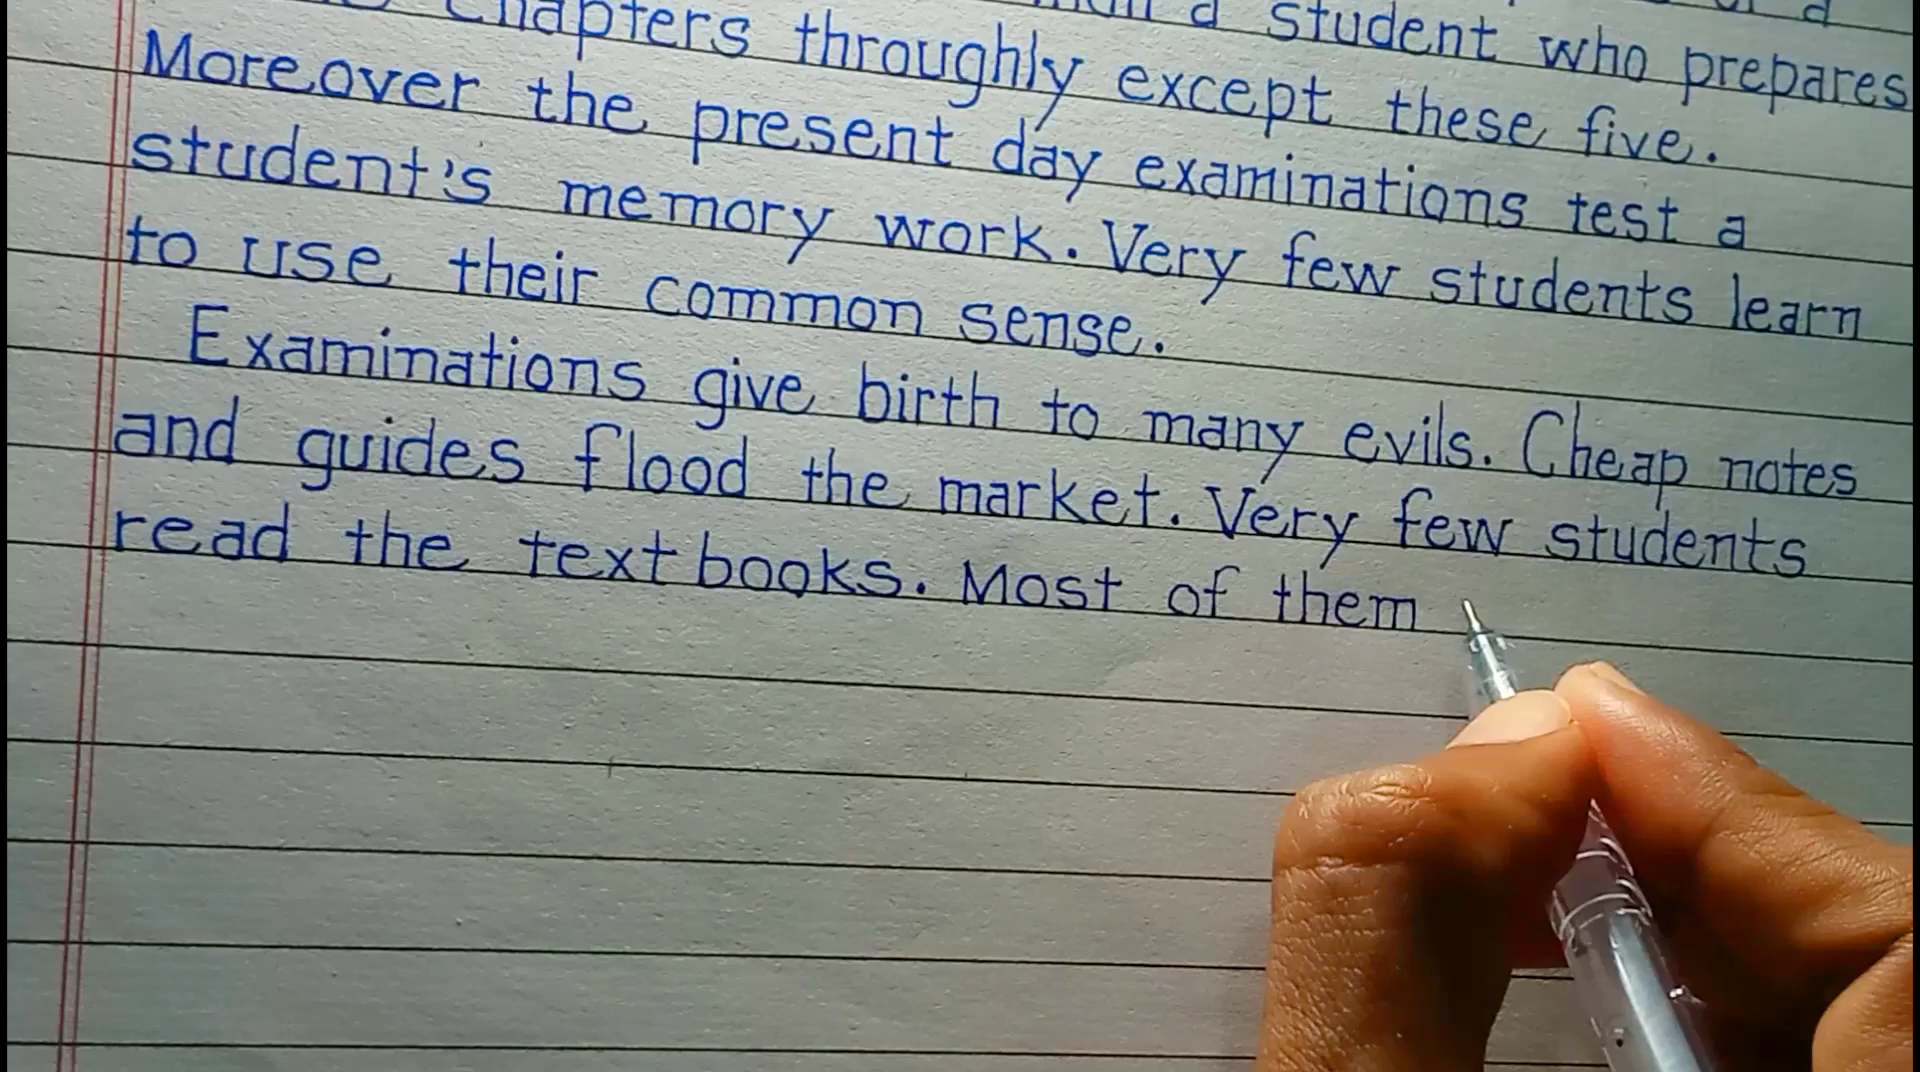 a student who prepares
chapters throughly except these five.
Moreover the present day examinations test a
student's memory work. Very few students learn
to use their common sense.
Examinations give birth to many evils. Cheap notes
and guides flood the market. Very few students
read the textbooks. Most of them